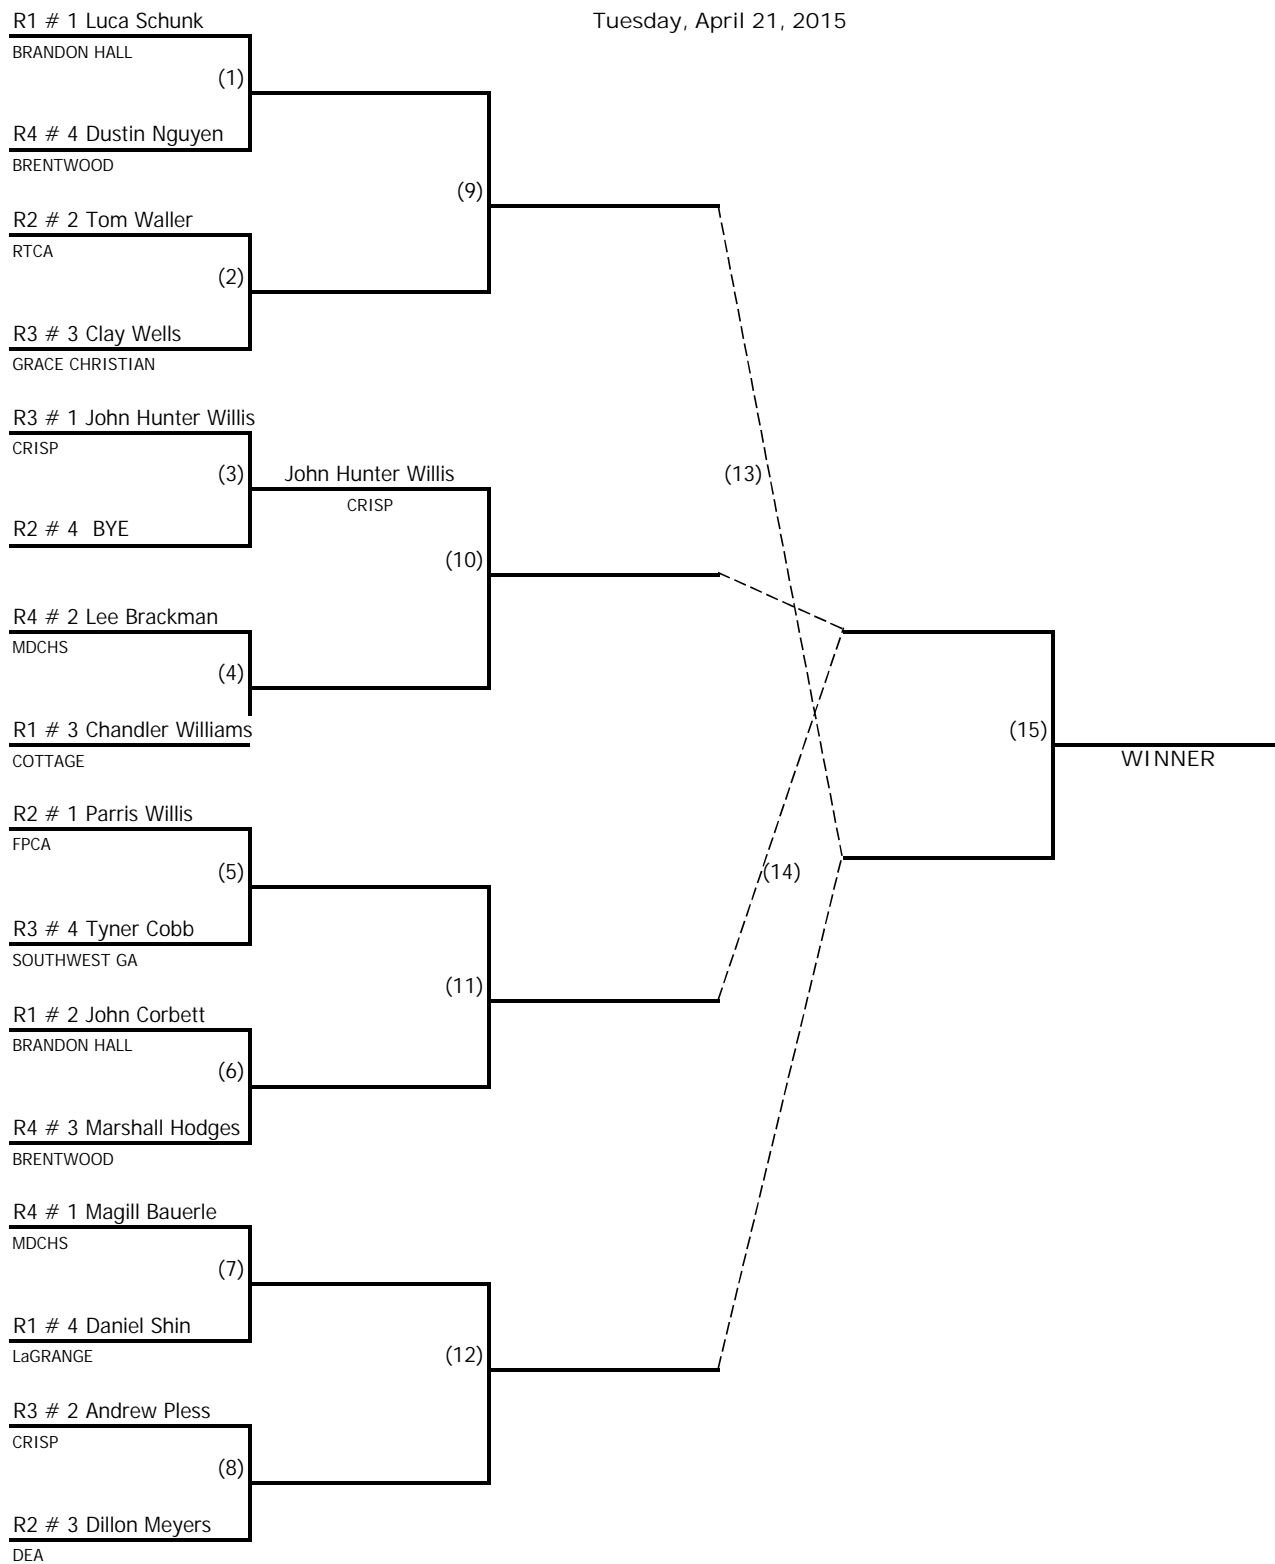 R1 # 1 Luca Schunk
Tuesday, April 21, 2015
BRANDON HALL
(1)
R4 # 4 Dustin Nguyen
BRENTWOOD
(9)
R2 # 2 Tom Waller
RTCA
(2)
R3 # 3 Clay Wells
GRACE CHRISTIAN
R3 # 1 John Hunter Willis
CRISP
(3)
John Hunter Willis
CRISP
(13)
R2 # 4 BYE
(10)
R4 # 2 Lee Brackman
MDCHS
(4)
R1 # 3 Chandler Williams
COTTAGE
(15)
WINNER
R2 # 1 Parris Willis
FPCA
(5)
(14)
R3 # 4 Tyner Cobb
SOUTHWEST GA
(11)
R1 # 2 John Corbett
BRANDON HALL
(6)
R4 # 3 Marshall Hodges
BRENTWOOD
R4 # 1 Magill Bauerle
MDCHS
(7)
R1 # 4 Daniel Shin
LaGRANGE
(12)
R3 # 2 Andrew Pless
CRISP
(8)
R2 # 3 Dillon Meyers
DEA